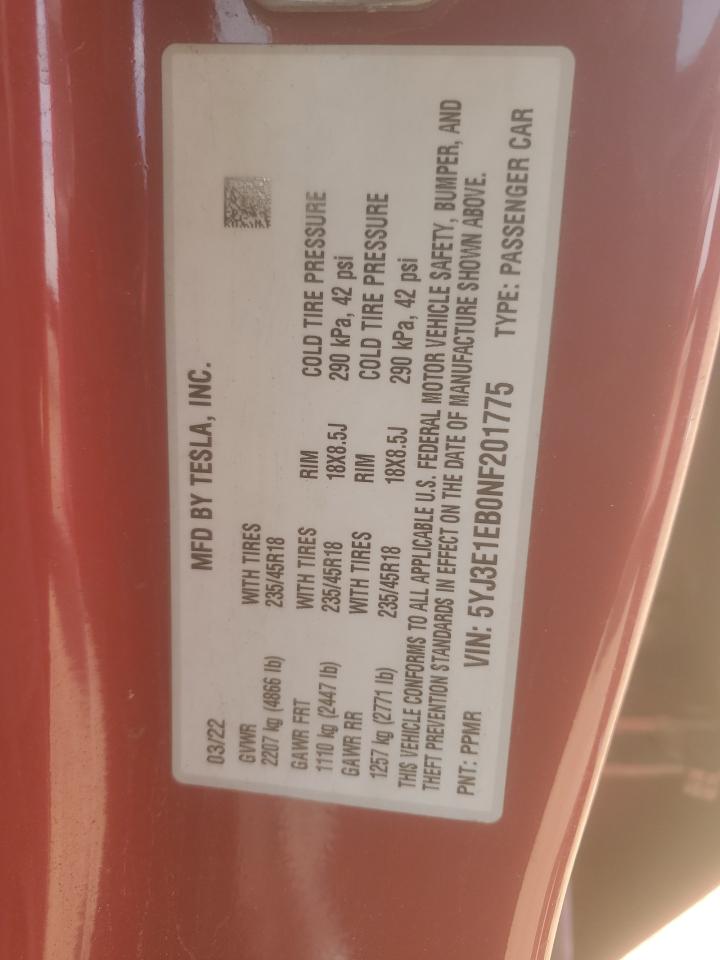 MFD BY TESLA, INC.
03/22
GVWR WITH TIRES
2207 kg (4866 lb) 235/45R18
GAWR FRT WITH TIRES RIM COLD TIRE PRESSURE
1110 kg (2447 lb) 235/45R18 18X8.5J 290 kPa, 42 psi
GAWR RR WITH TIRES RIM COLD TIRE PRESSURE
1257 kg (2771 lb) 235/45R18 18X8.5J 290 kPa, 42 psi
THIS VEHICLE CONFORMS TO ALL APPLICABLE U.S. FEDERAL MOTOR VEHICLE SAFETY, BUMPER, AND
THEFT PREVENTION STANDARDS IN EFFECT ON THE DATE OF MANUFACTURE SHOWN ABOVE.
PNT: PPMR VIN: 5YJ3E1EB0NF201775 TYPE: PASSENGER CAR